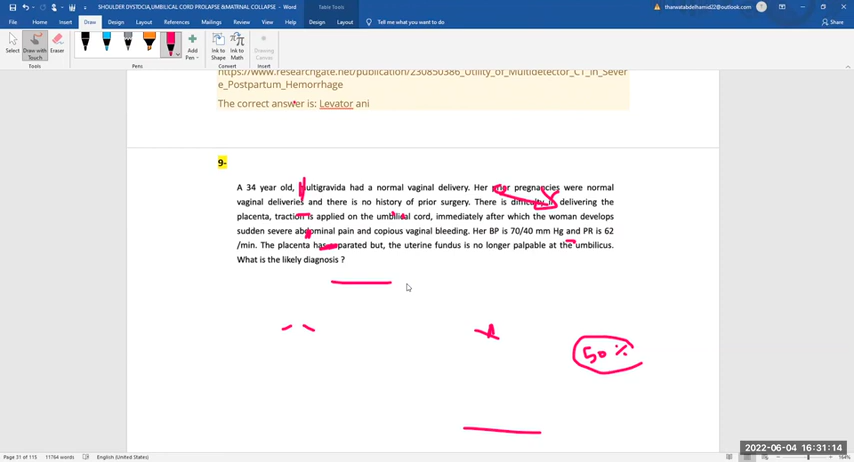 SHOULDER DYSTOCIA,UMBILICAL CORD PROLAPSE &MATRNAL COLLAPSE - Word
Table Tools
tharwatabdelhamid22@outlook.com
File Home Insert Draw Layout References Mailings Review View Help Design Layout Tell me what you want to do Share
Select Draw with Touch Eraser Add Pen Ink to Shape Ink to Math Drawing Canvas
Tools Pens Convert Insert
https://www.researchgate.net/publication/230850386_Utility_of_Multidetector_CT_in_Sever
e_Postpartum_Hemorrhage
The correct answer is: Levator ani
9-
A 34 year old, multigravida had a normal vaginal delivery. Her prior pregnancies were normal
vaginal deliveries and there is no history of prior surgery. There is difficulty in delivering the
placenta, traction is applied on the umbilical cord, immediately after which the woman develops
sudden severe abdominal pain and copious vaginal bleeding. Her BP is 70/40 mm Hg and PR is 62
/min. The placenta has separated but, the uterine fundus is no longer palpable at the umbilicus.
What is the likely diagnosis ?
50 %
2022-06-04 16:31:14
Page 31 of 115 11764 words English (United States) 164%